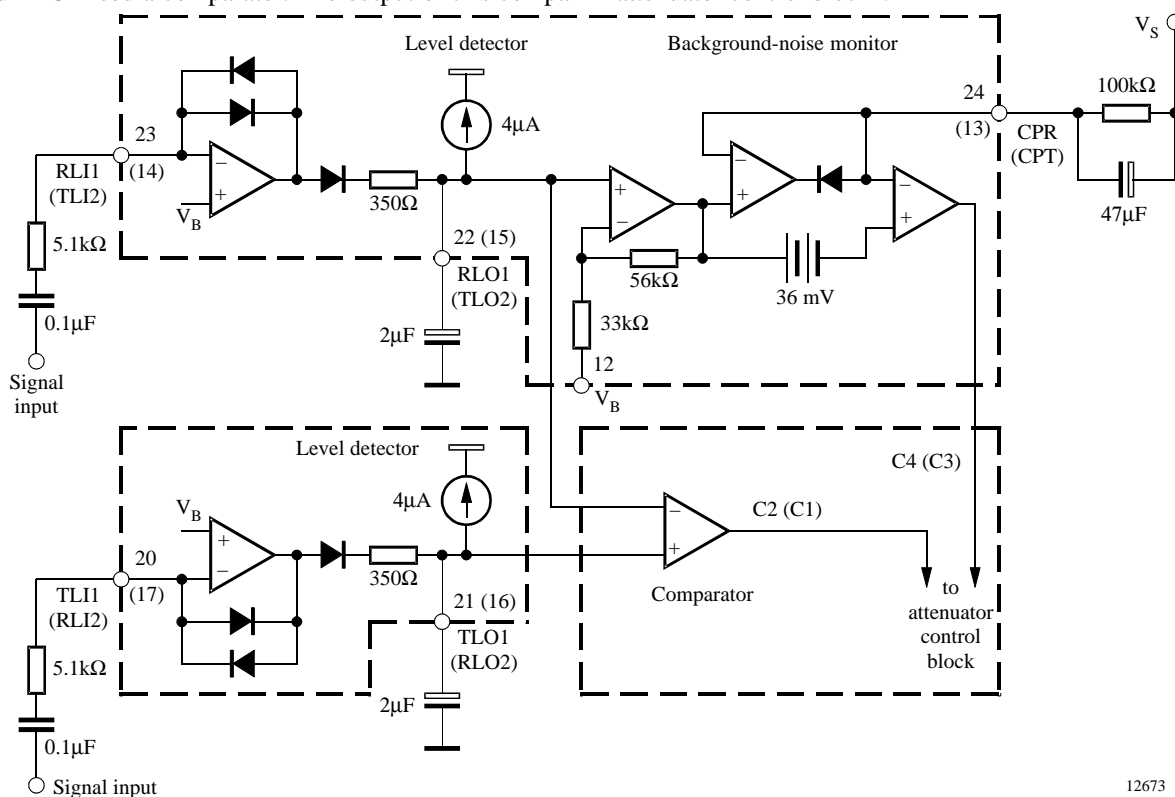 Level detector
Background-noise monitor
V_S
100kΩ
47μF
24
(13)
CPR
(CPT)
4μA
23
(14)
RLI1
(TLI2)
V_B
350Ω
5.1kΩ
0.1μF
Signal
input
22 (15)
RLO1
(TLO2)
2μF
56kΩ
36 mV
33kΩ
12
V_B
Level detector
4μA
V_B
20
(17)
TLI1
(RLI2)
350Ω
5.1kΩ
0.1μF
Signal input
21 (16)
TLO1
(RLO2)
2μF
C4 (C3)
C2 (C1)
Comparator
to
attenuator
control
block
12673